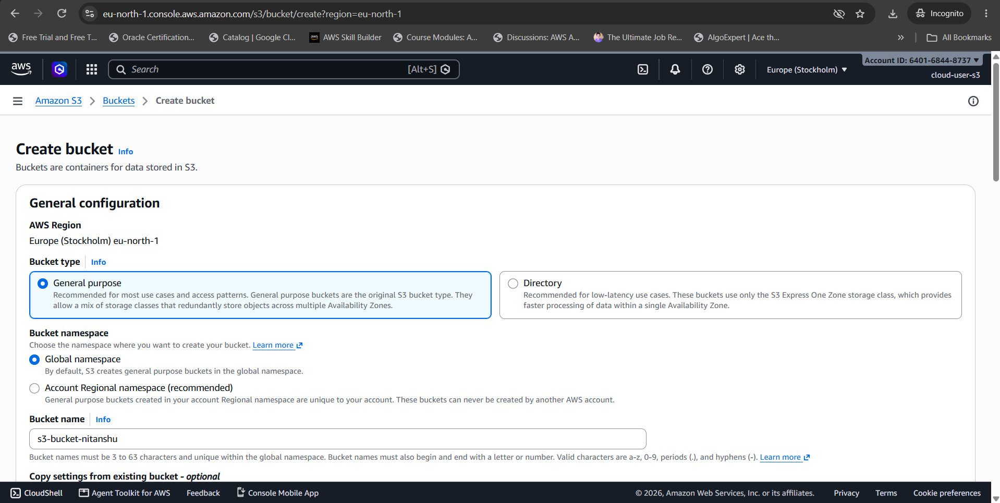 eu-north-1.console.aws.amazon.com/s3/bucket/create?region=eu-north-1
Incognito
Free Trial and Free T...
Oracle Certification...
Catalog | Google Cl...
aws
AWS Skill Builder
Course Modules: A...
Discussions: AWS A...
The Ultimate Job Re...
AlgoExpert | Ace th...
»
All Bookmarks
aws
Search
[Alt+S]
Europe (Stockholm)
Account ID: 6401-6844-8737
cloud-user-s3
Amazon S3
Buckets
Create bucket
Create bucket Info
Buckets are containers for data stored in S3.
General configuration
AWS Region
Europe (Stockholm) eu-north-1
Bucket type Info
General purpose
Recommended for most use cases and access patterns. General purpose buckets are the original S3 bucket type. They
allow a mix of storage classes that redundantly store objects across multiple Availability Zones.
Directory
Recommended for low-latency use cases. These buckets use only the S3 Express One Zone storage class, which provides
faster processing of data within a single Availability Zone.
Bucket namespace
Choose the namespace where you want to create your bucket. Learn more
Global namespace
By default, S3 creates general purpose buckets in the global namespace.
Account Regional namespace (recommended)
General purpose buckets created in your account Regional namespace are unique to your account. These buckets can never be created by another AWS account.
Bucket name Info
s3-bucket-nitanshu
Bucket names must be 3 to 63 characters and unique within the global namespace. Bucket names must also begin and end with a letter or number. Valid characters are a-z, 0-9, periods (.), and hyphens (-). Learn more
Copy settings from existing bucket - optional
CloudShell
Agent Toolkit for AWS
Feedback
Console Mobile App
© 2026, Amazon Web Services, Inc. or its affiliates.
Privacy
Terms
Cookie preferences